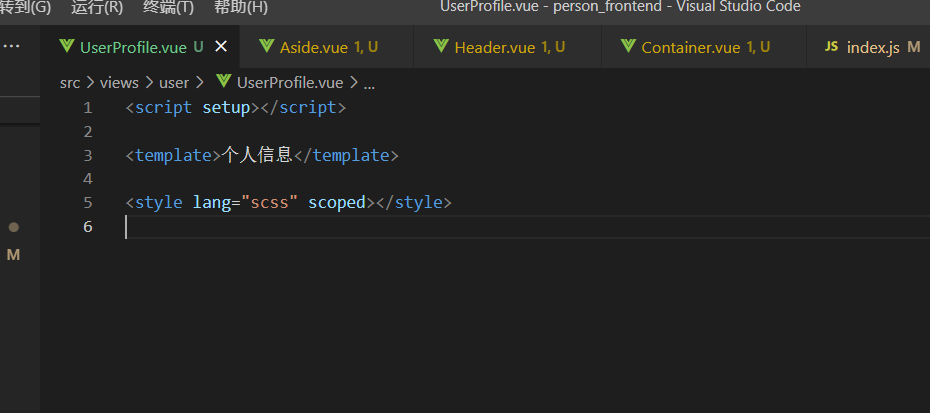 转到(G) 运行(R) 终端(T) 帮助(H) UserProfile.vue - person_frontend - Visual Studio Code
··· UserProfile.vue U × Aside.vue 1, U Header.vue 1, U Container.vue 1, U JS index.js M
src > views > user > UserProfile.vue > ...
1 <script setup></script>
2
3 <template>个人信息</template>
4
5 <style lang="scss" scoped></style>
6
M